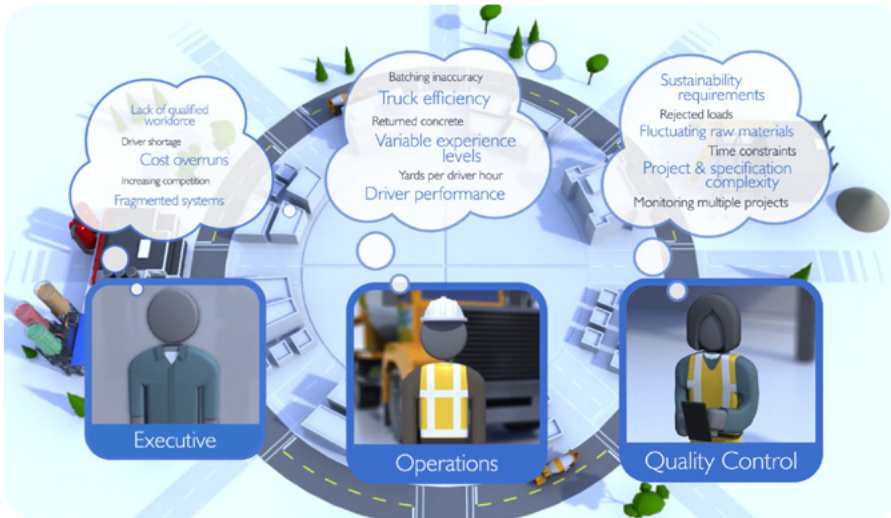 Lack of qualified
workforce
Driver shortage
Cost overruns
Increasing competition
Fragmented systems
Executive
Batching inaccuracy
Truck efficiency
Returned concrete
Variable experience
levels
Yards per driver hour
Driver performance
Operations
Sustainability
requirements
Rejected loads
Fluctuating raw materials
Time constraints
Project & specification
complexity
Monitoring multiple projects
Quality Control